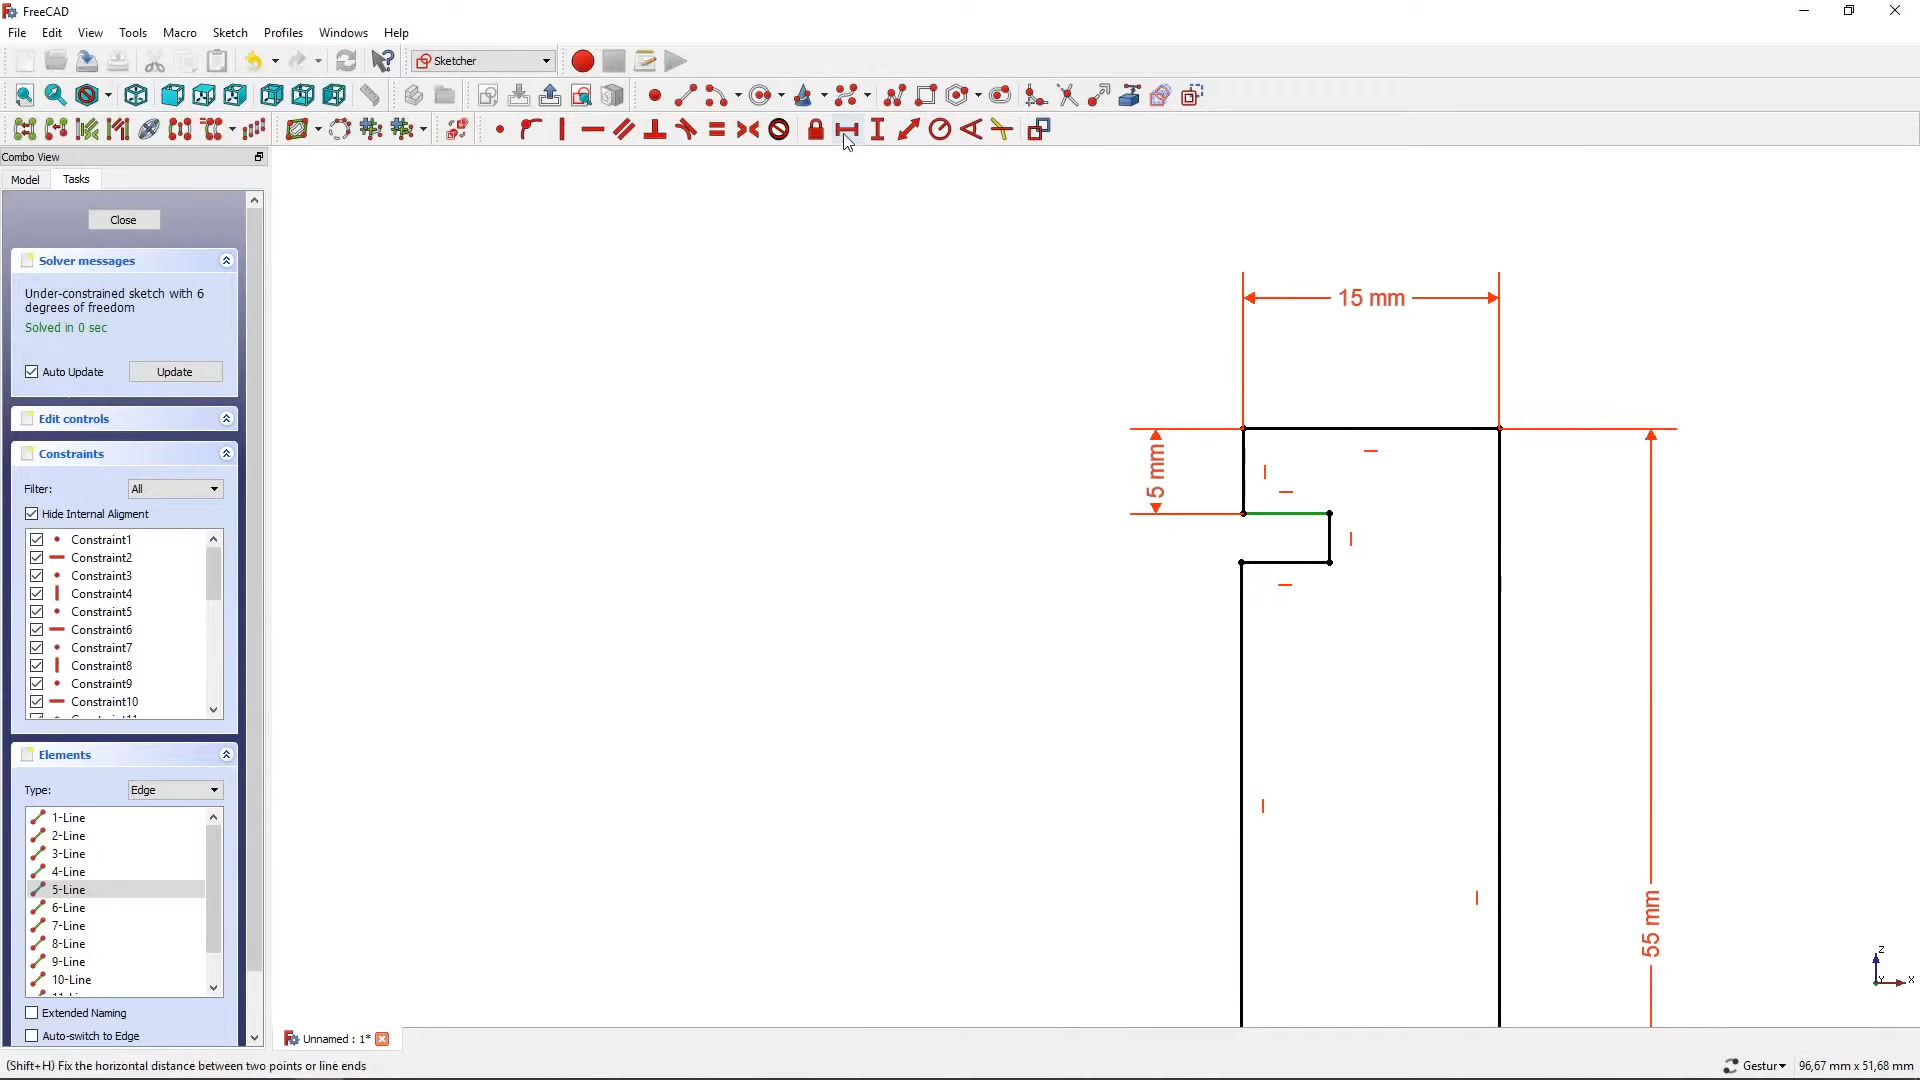 FreeCAD
File Edit View Tools Macro Sketch Profiles Windows Help
Sketcher
Combo View
Model Tasks
Close
Solver messages
Under-constrained sketch with 6
degrees of freedom
Solved in 0 sec
Auto Update Update
Edit controls
Constraints
Filter: All
Hide Internal Aligment
Constraint1
Constraint2
Constraint3
Constraint4
Constraint5
Constraint6
Constraint7
Constraint8
Constraint9
Constraint10
Elements
Type: Edge
1-Line
2-Line
3-Line
4-Line
5-Line
6-Line
7-Line
8-Line
9-Line
10-Line
Extended Naming
Auto-switch to Edge
15 mm
5 mm
55 mm
Z
Y X
Unnamed : 1*
(Shift+H) Fix the horizontal distance between two points or line ends
Gestur 96,67 mm x 51,68 mm